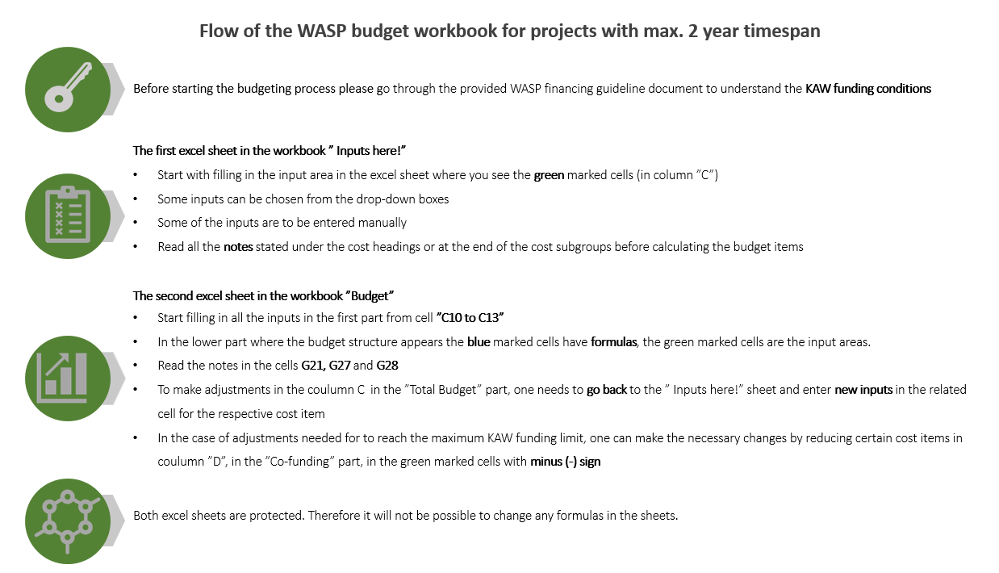 Flow of the WASP budget workbook for projects with max. 2 year timespan
Before starting the budgeting process please go through the provided WASP financing guideline document to understand the KAW funding conditions
The first excel sheet in the workbook ” Inputs here!”
• Start with filling in the input area in the excel sheet where you see the green marked cells (in column ”C”)
• Some inputs can be chosen from the drop-down boxes
• Some of the inputs are to be entered manually
• Read all the notes stated under the cost headings or at the end of the cost subgroups before calculating the budget items
The second excel sheet in the workbook ”Budget”
• Start filling in all the inputs in the first part from cell ”C10 to C13”
• In the lower part where the budget structure appears the blue marked cells have formulas, the green marked cells are the input areas.
• Read the notes in the cells G21, G27 and G28
• To make adjustments in the coulumn C in the ”Total Budget” part, one needs to go back to the ” Inputs here!” sheet and enter new inputs in the related
cell for the respective cost item
• In the case of adjustments needed for to reach the maximum KAW funding limit, one can make the necessary changes by reducing certain cost items in
coulumn ”D”, in the ”Co-funding” part, in the green marked cells with minus (-) sign
Both excel sheets are protected. Therefore it will not be possible to change any formulas in the sheets.